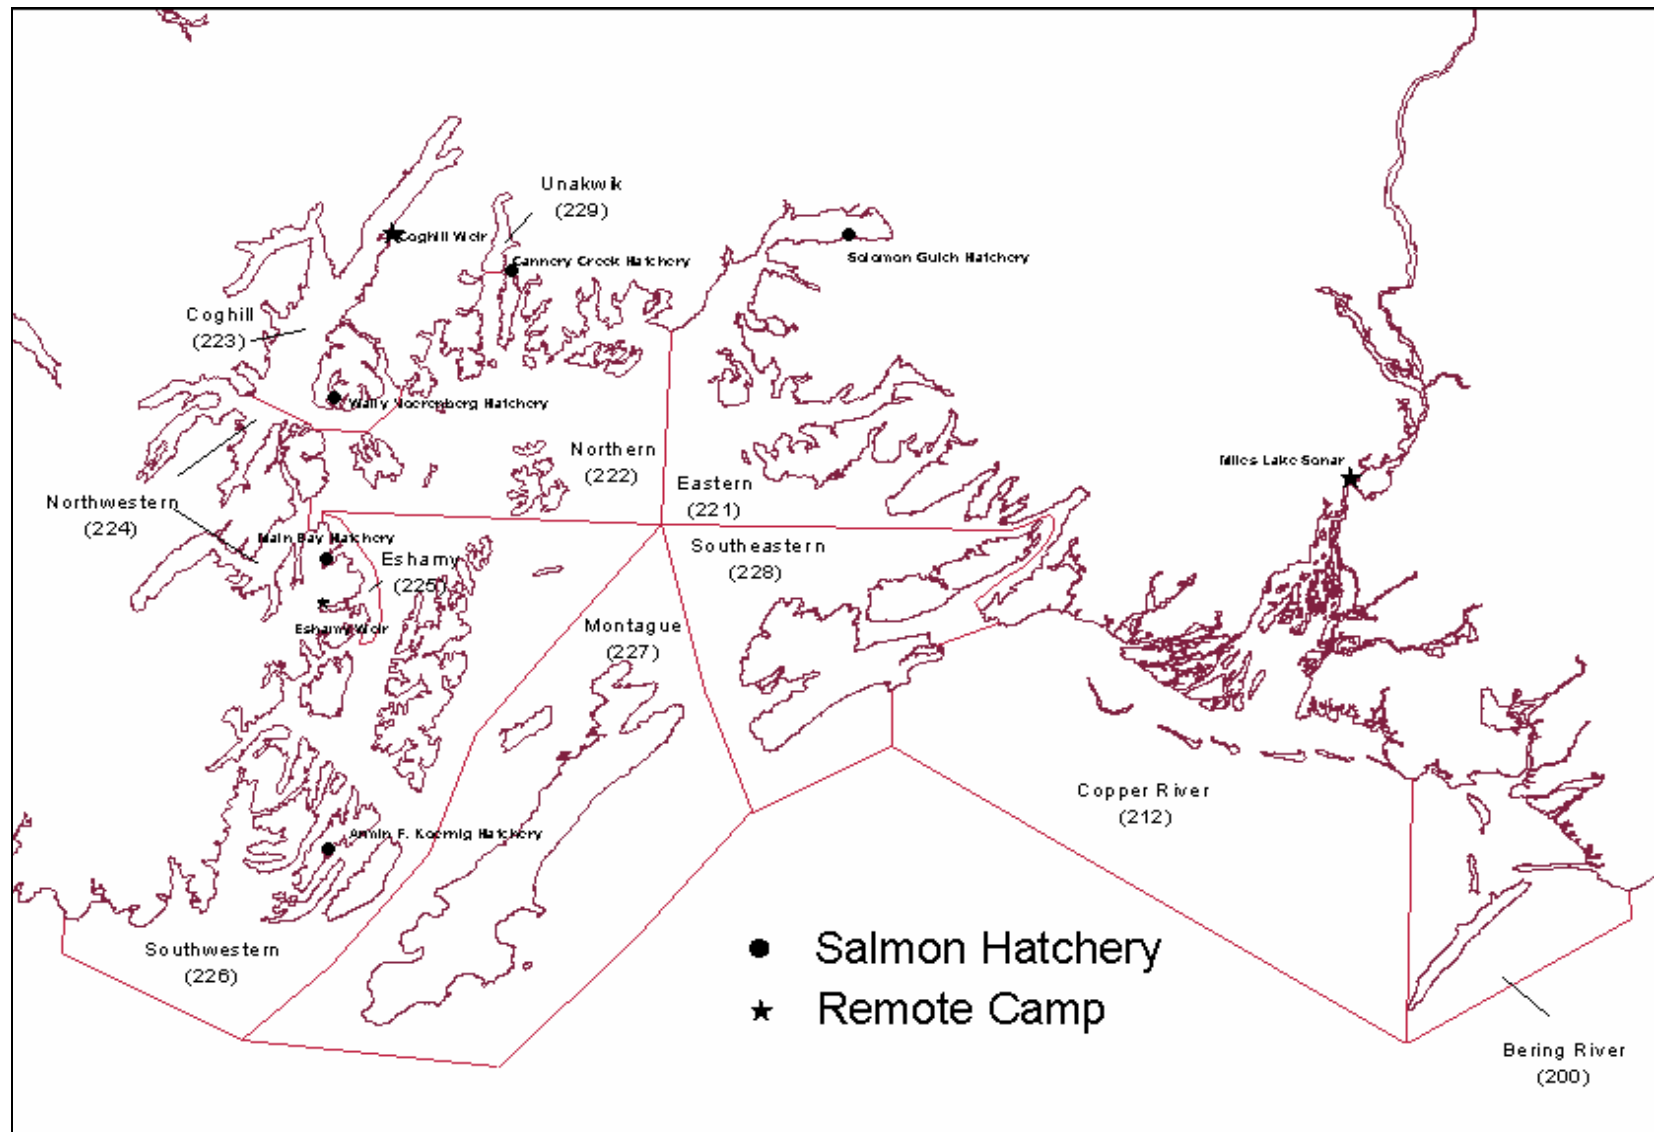 Unakwik
(229)
Coghill Weir
Cannery Creek Hatchery
Solomon Gulch Hatchery
Coghill
(223)
Wally Noerenberg Hatchery
Northern
(222)
Miles Lake Sonar
Eastern
(221)
Northwestern
(224)
Main Bay Hatchery
Eshamy
(225)
Southeastern
(228)
Eshamy Weir
Montague
(227)
Copper River
(212)
Armin F. Koernig Hatchery
Southwestern
(226)
Salmon Hatchery
Remote Camp
Bering River
(200)